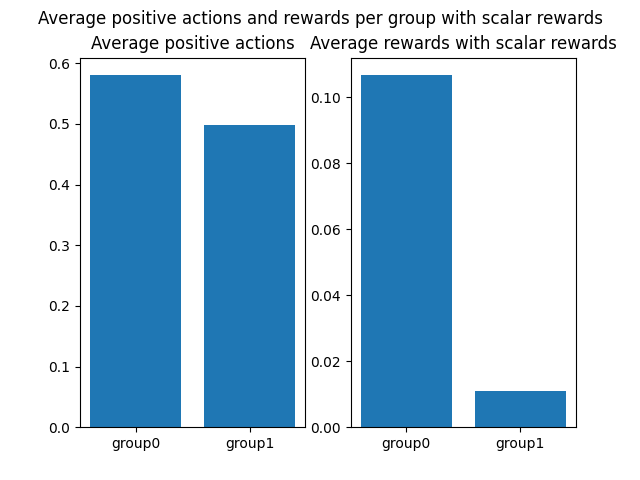 Average positive actions and rewards per group with scalar rewards
Average positive actions
Average rewards with scalar rewards
0.6
0.5
0.4
0.3
0.2
0.1
0.0
group0
group1
0.10
0.08
0.06
0.04
0.02
0.00
group0
group1